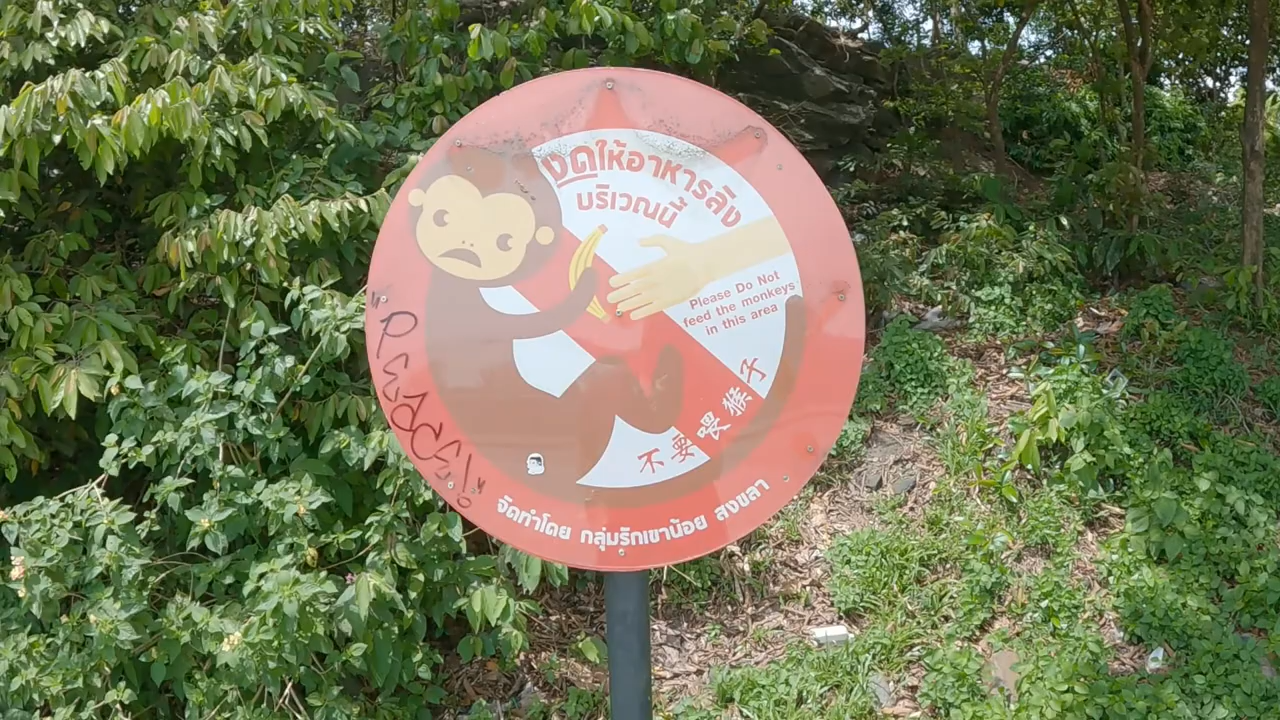 งดให้อาหารลิง
บริเวณนี้
Please Do Not
feed the monkeys
in this area
不要喂猴子
จัดทำโดย กลุ่มรักเขาน้อย สงขลา